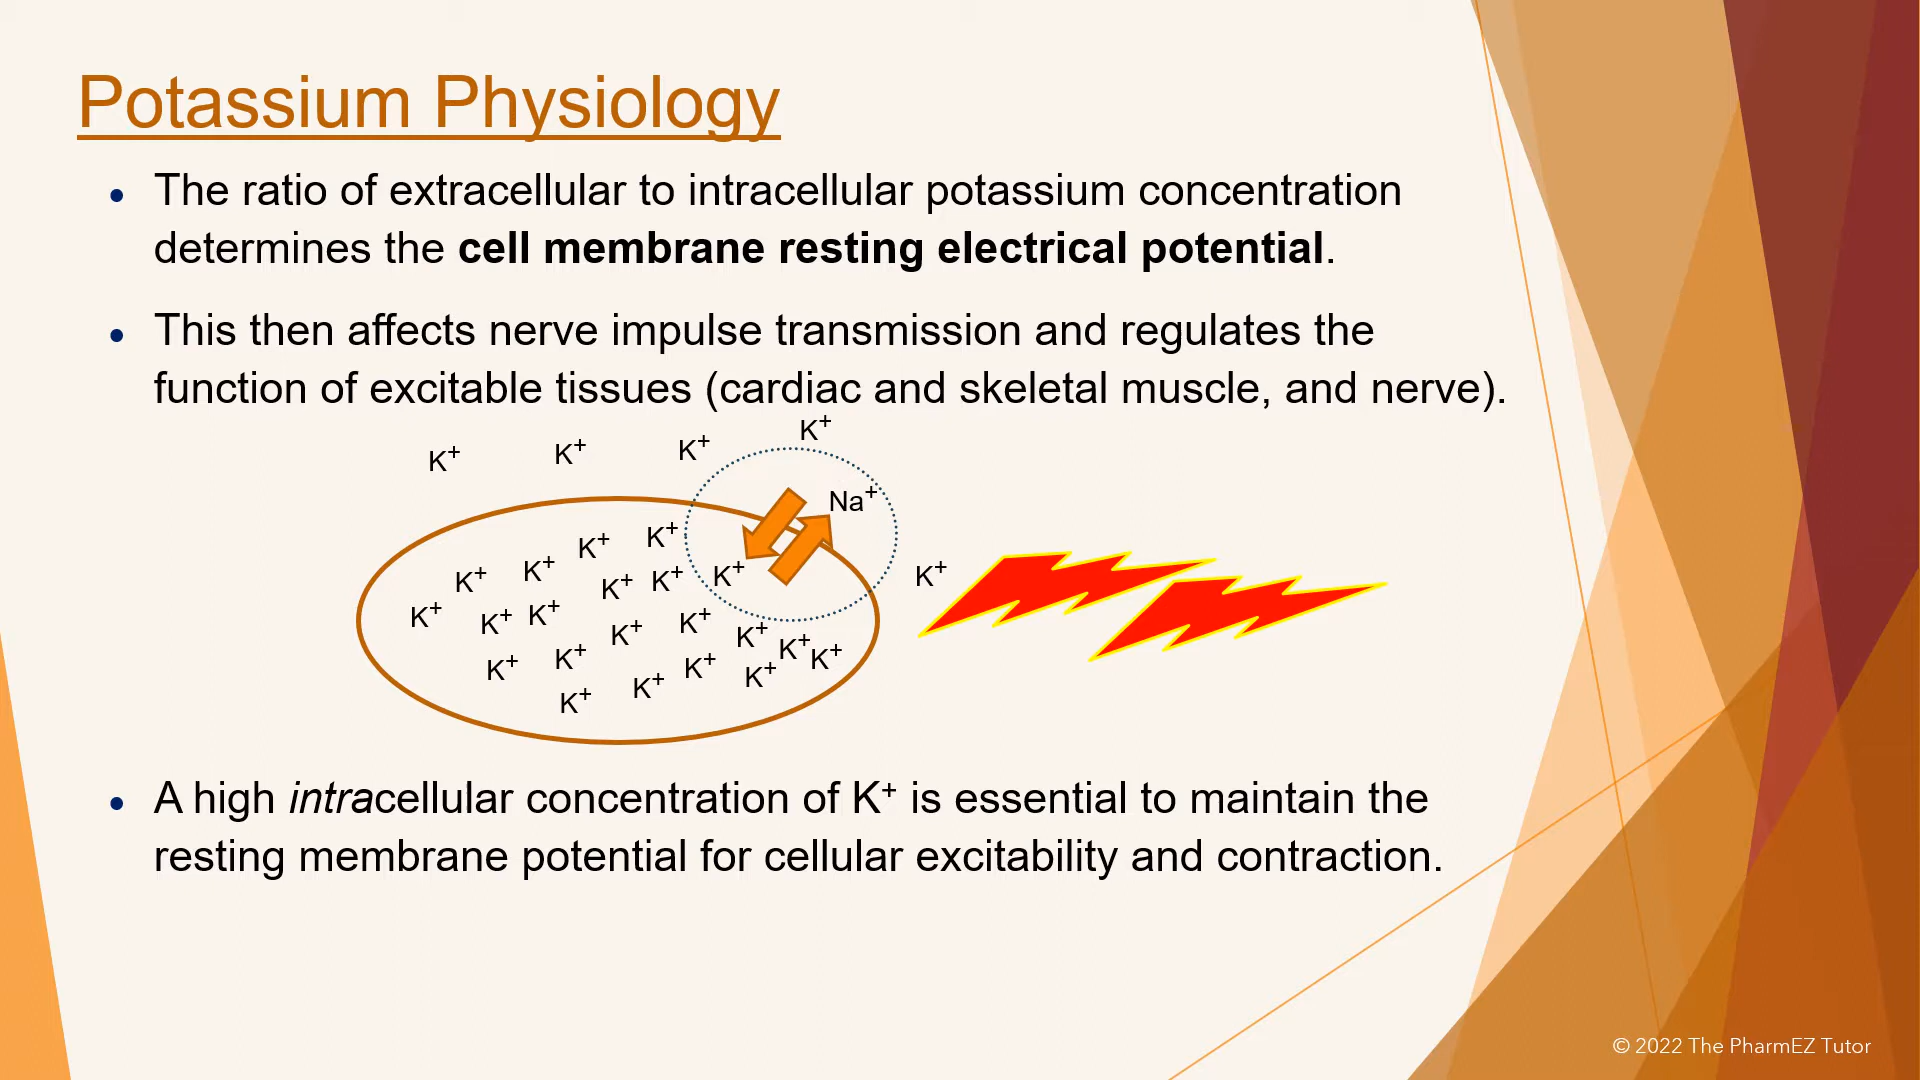 Potassium Physiology
• The ratio of extracellular to intracellular potassium concentration
determines the cell membrane resting electrical potential.
• This then affects nerve impulse transmission and regulates the
function of excitable tissues (cardiac and skeletal muscle, and nerve).
K⁺ K⁺ K⁺ K⁺
Na⁺
K⁺ K⁺ K⁺ K⁺ K⁺ K⁺ K⁺ K⁺
K⁺ K⁺ K⁺ K⁺ K⁺ K⁺ K⁺ K⁺
K⁺ K⁺ K⁺ K⁺ K⁺ K⁺ K⁺
• A high intracellular concentration of K⁺ is essential to maintain the
resting membrane potential for cellular excitability and contraction.
© 2022 The PharmEZ Tutor